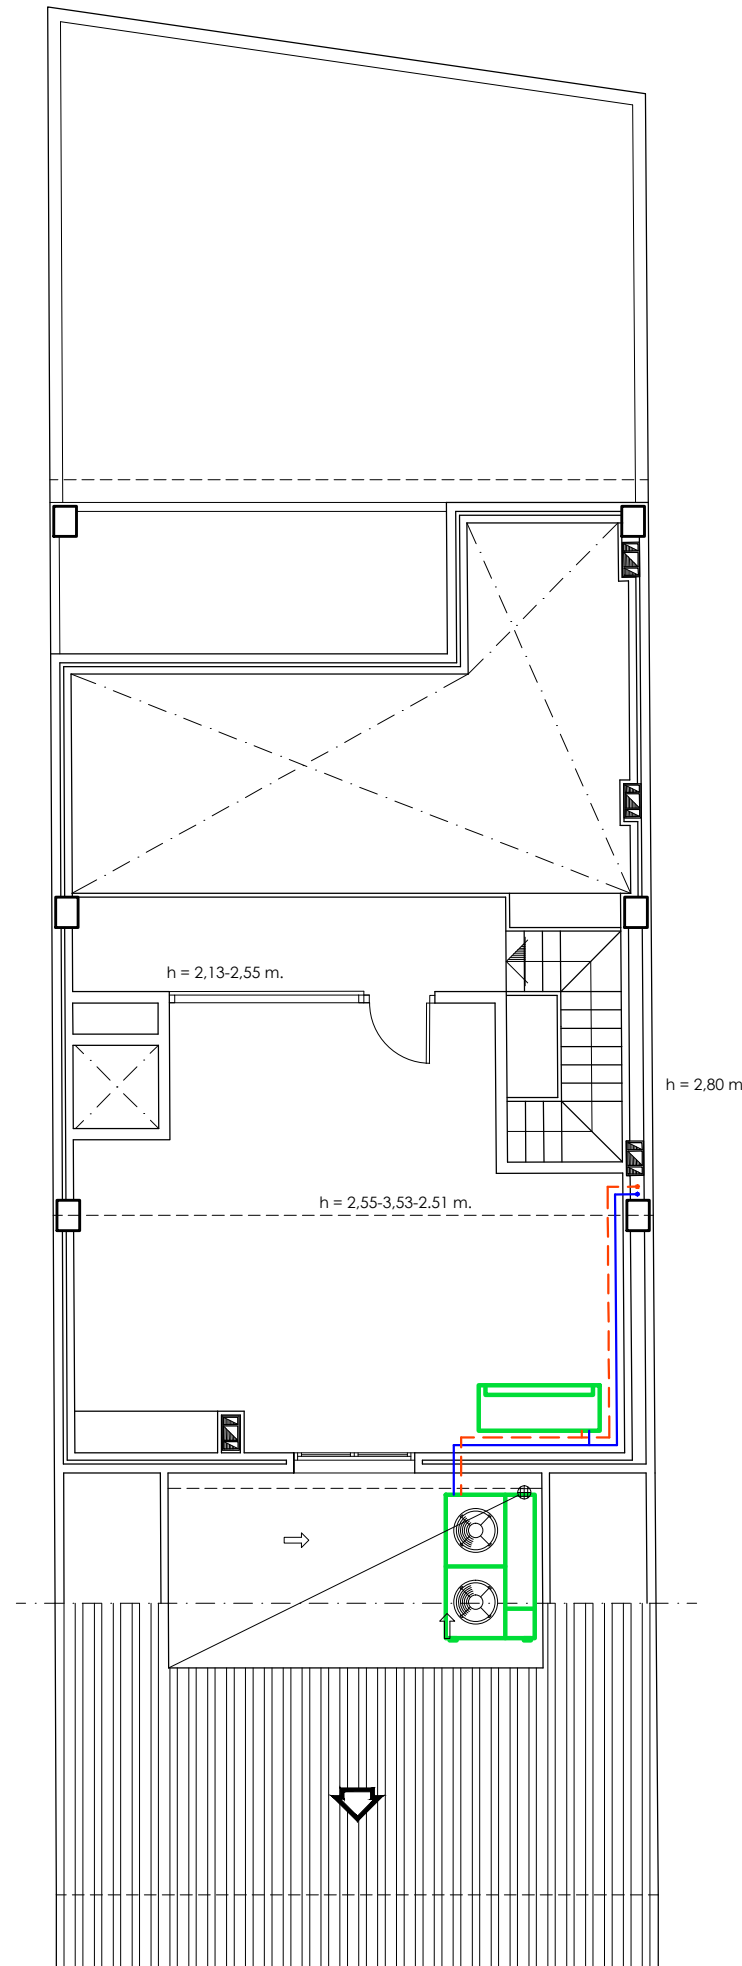 h = 2,13-2,55 m.
h = 2,80 m
h = 2,55-3,53-2.51 m.